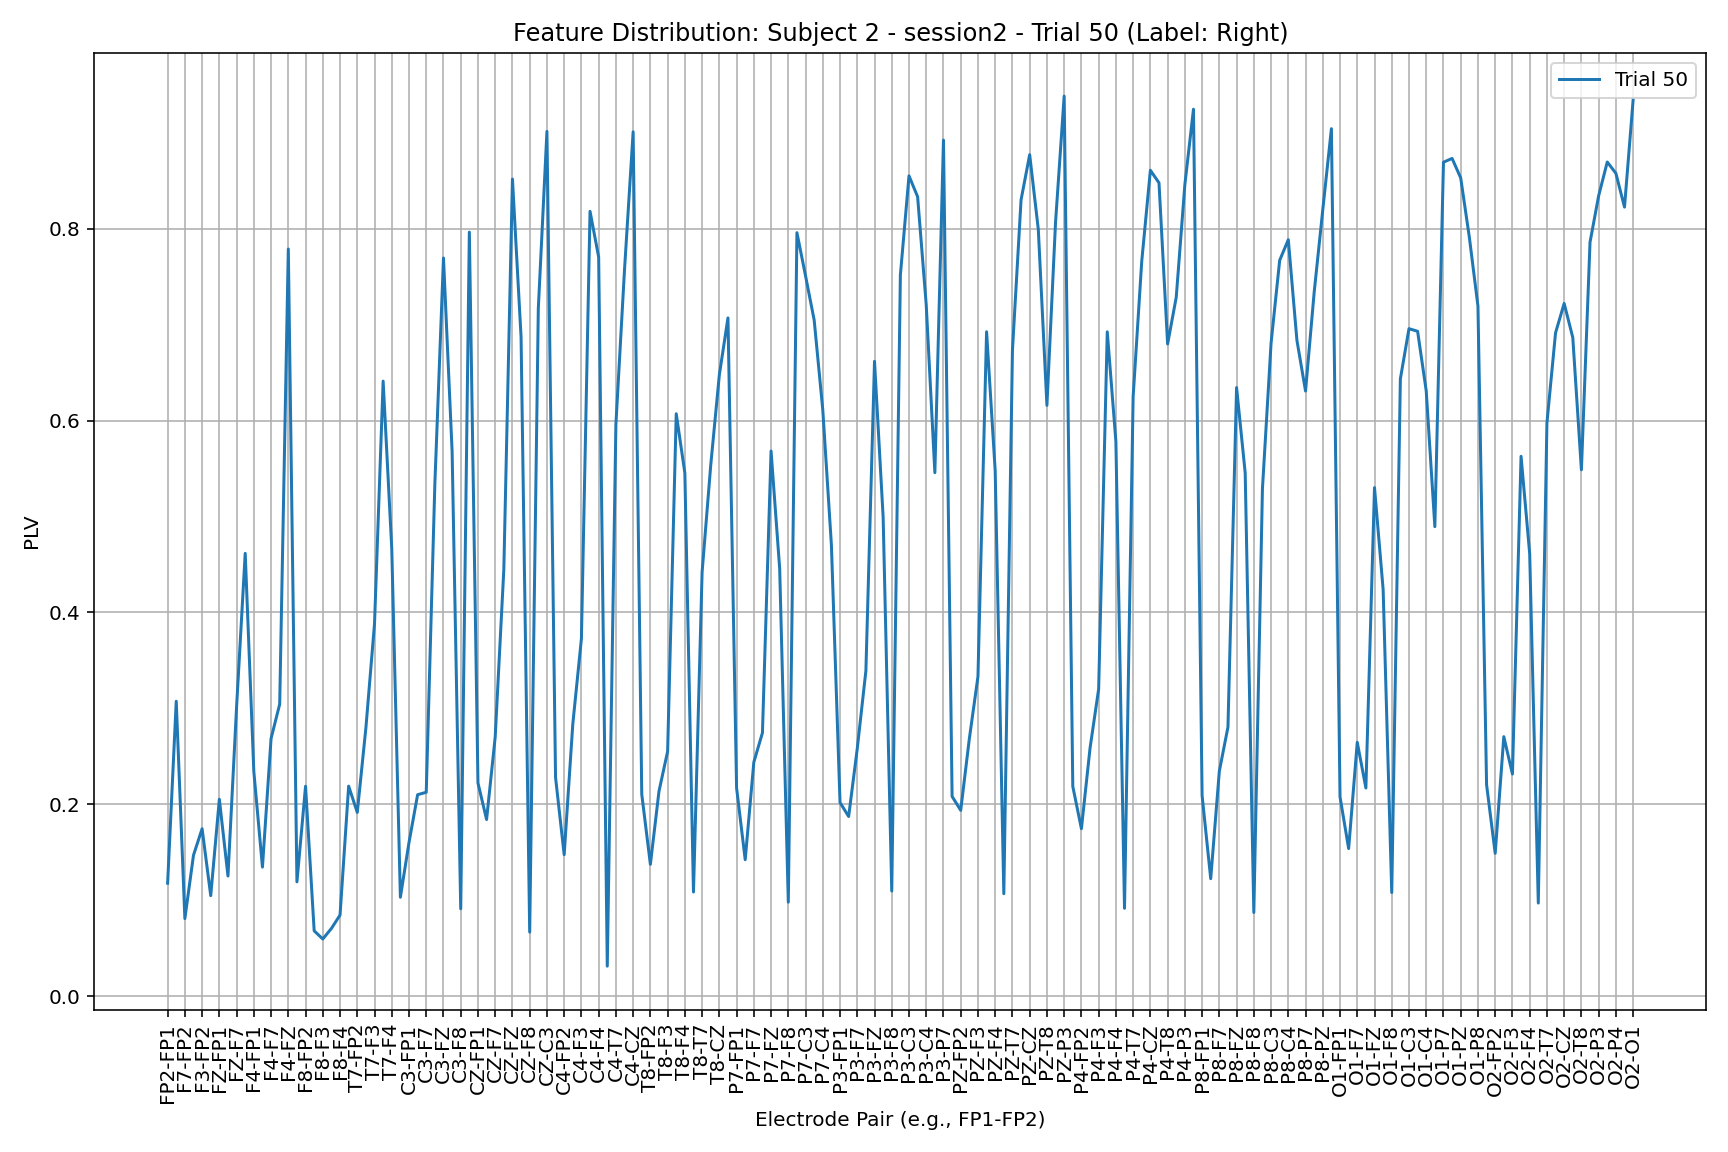 Feature Distribution: Subject 2 - session2 - Trial 50 (Label: Right)
Trial 50
PLV
0.8
0.6
0.4
0.2
0.0
FP2-FP1
F7-FP2
F3-FP2
FZ-FP1
FZ-F7
F4-FP1
F4-F7
F4-FZ
F8-FP2
F8-F3
F8-F4
T7-FP2
T7-F3
T7-F4
C3-FP1
C3-F7
C3-FZ
C3-F8
CZ-FP1
CZ-F7
CZ-FZ
CZ-F8
CZ-C3
C4-FP2
C4-F3
C4-F4
C4-T7
C4-CZ
T8-FP2
T8-F3
T8-F4
T8-T7
T8-CZ
P7-FP1
P7-F7
P7-FZ
P7-F8
P7-C3
P7-C4
P3-FP1
P3-F7
P3-FZ
P3-F8
P3-C3
P3-C4
P3-P7
PZ-FP2
PZ-F3
PZ-F4
PZ-T7
PZ-CZ
PZ-T8
PZ-P3
P4-FP2
P4-F3
P4-F4
P4-T7
P4-CZ
P4-T8
P4-P3
P8-FP1
P8-F7
P8-FZ
P8-F8
P8-C3
P8-C4
P8-P7
P8-PZ
O1-FP1
O1-F7
O1-FZ
O1-F8
O1-C3
O1-C4
O1-P7
O1-PZ
O1-P8
O2-FP2
O2-F3
O2-F4
O2-T7
O2-CZ
O2-T8
O2-P3
O2-P4
O2-O1
Electrode Pair (e.g., FP1-FP2)